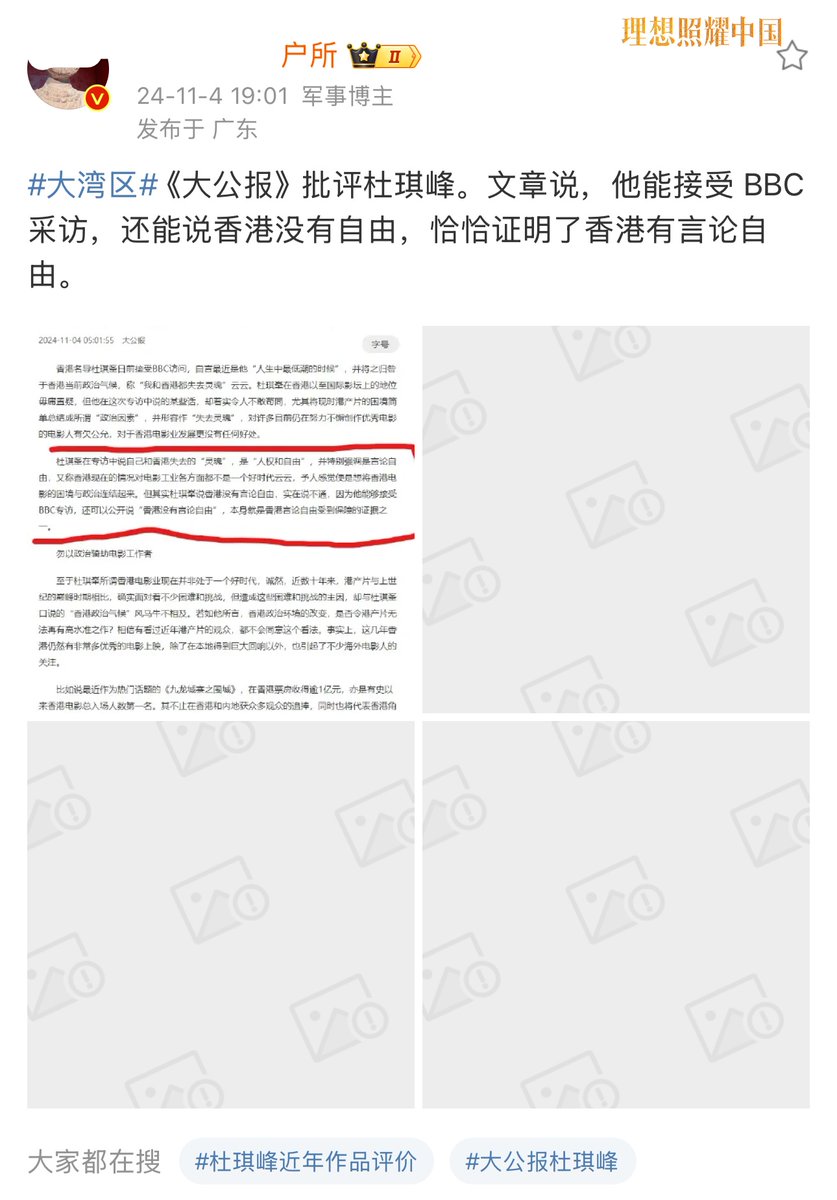 理想照耀中国
户所
II
V
24-11-4 19:01 军事博主
发布于 广东
#大湾区#《大公报》批评杜琪峰。文章说，他能接受 BBC
采访，还能说香港没有自由，恰恰证明了香港有言论自
由。
2024-11-04 05:01:55 大公报
字号
香港名导杜琪峯日前接受BBC访问，自言最近是他“人生中最低潮的时候”，并将之归咎
于香港当前政治气候，称“我和香港都失去灵魂”云云。杜琪峯在香港以至国际影坛上的地位
毋庸置疑，但他在这次专访中说的某些话，却着实令人不敢苟同，尤其将现时港产片的困境简
单总结成所谓“政治因素”，并形容作“失去灵魂”，对许多目前仍在努力不懈创作优秀电影
的电影人有欠公允，对于香港电影业发展更没有任何好处。
杜琪峯在专访中说自己和香港失去的“灵魂”，是“人权和自由”，并特别强调是言论自
由，又称香港现在的情况对电影工业各方面都不是一个好时代云云，予人感觉便是想将香港电
影的困境与政治连结起来。但其实杜琪峯说香港没有言论自由，实在说不通，因为他能够接受
BBC专访，还可以公开说“香港没有言论自由”，本身就是香港言论自由受到保障的证据之
一。
勿以政治骑劫电影工作者
至于杜琪峯所谓香港电影业现在并非处于一个好时代，诚然，近数十年来，港产片与上世
纪的巅峰时期相比，确实面对着不少困难和挑战，但造成这些困难和挑战的主因，却与杜琪峯
口说的“香港政治气候”风马牛不相及。若如他所言，香港政治环境的改变，是否令港产片无
法再有高水准之作？相信有看过近年港产片的观众，都不会同意这个看法。事实上，这几年香
港仍然有非常多优秀的电影上映，除了在本地得到巨大回响以外，也引起了不少海外电影人的
关注。
比如说最近作为热门话题的《九龙城寨之围城》，在香港票房收得逾1亿元，亦是有史以
来香港电影总入场人数第一名。其不止在香港和内地获众多观众的追捧，同时也将代表香港角
大家都在搜
#杜琪峰近年作品评价
#大公报杜琪峰